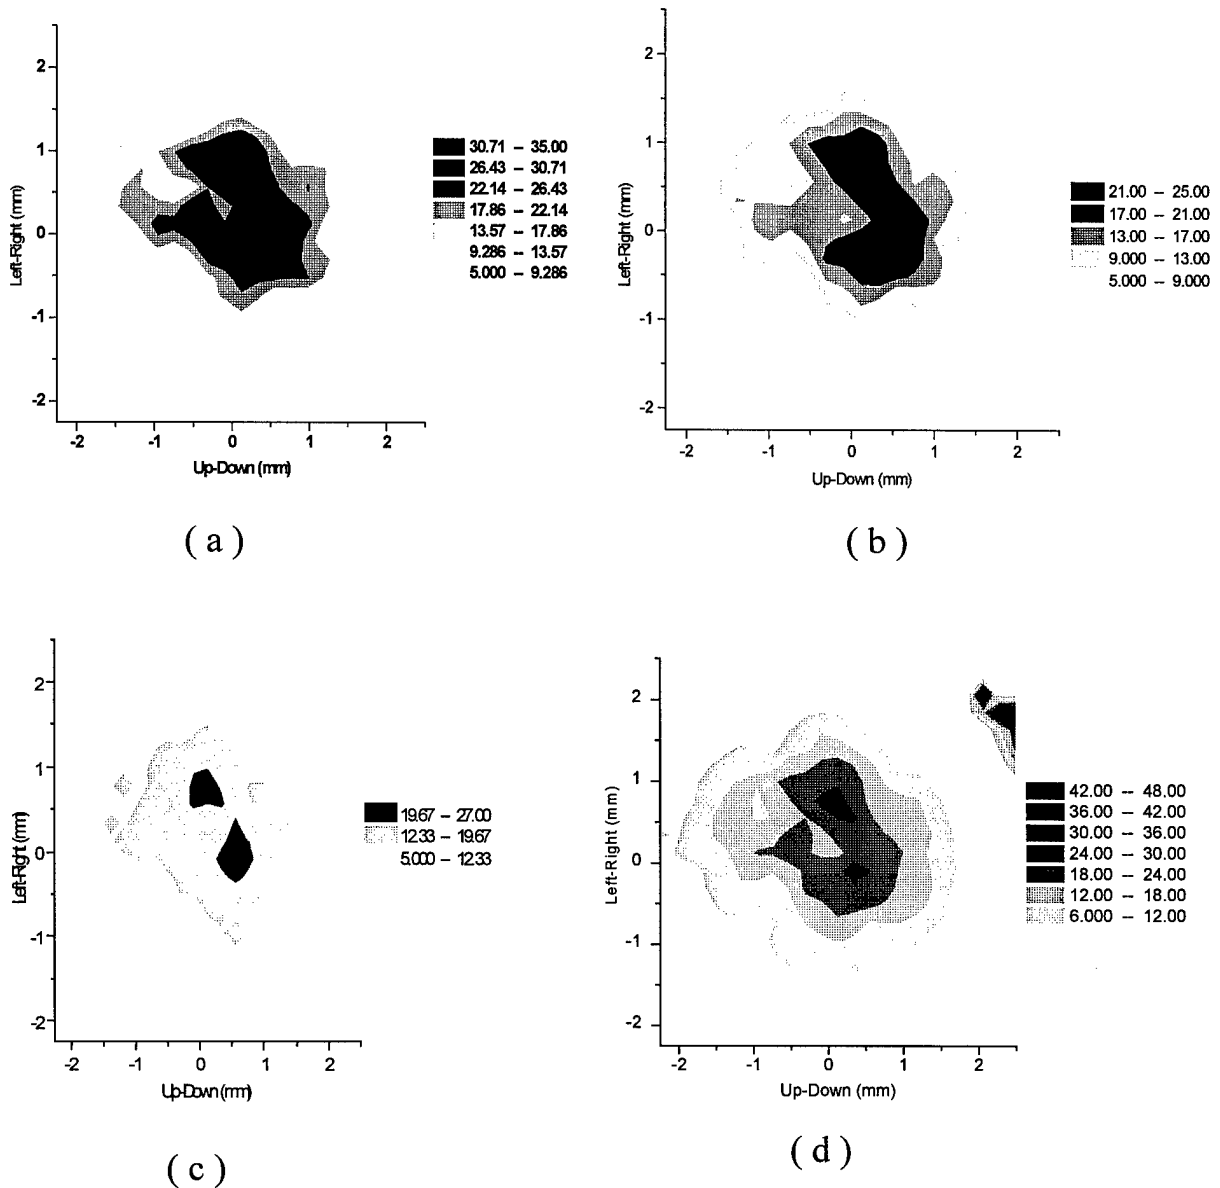 2
1
0
-1
-2
Left-Right (mm)
-2 -1 0 1 2
Up-Down (mm)
30.71 – 35.00
26.43 – 30.71
22.14 – 26.43
17.86 – 22.14
13.57 – 17.86
9.286 – 13.57
5.000 – 9.286
( a )
2
1
0
-1
-2
Left-Right (mm)
-2 -1 0 1 2
Up-Down (mm)
21.00 – 25.00
17.00 – 21.00
13.00 – 17.00
9.000 – 13.00
5.000 – 9.000
( b )
2
1
0
-1
-2
Left-Right (mm)
-2 -1 0 1 2
Up-Down (mm)
19.67 – 27.00
12.33 – 19.67
5.000 – 12.33
( c )
2
1
0
-1
-2
Left-Right (mm)
-2 -1 0 1 2
Up-Down (mm)
42.00 – 48.00
36.00 – 42.00
30.00 – 36.00
24.00 – 30.00
18.00 – 24.00
12.00 – 18.00
6.000 – 12.00
( d )